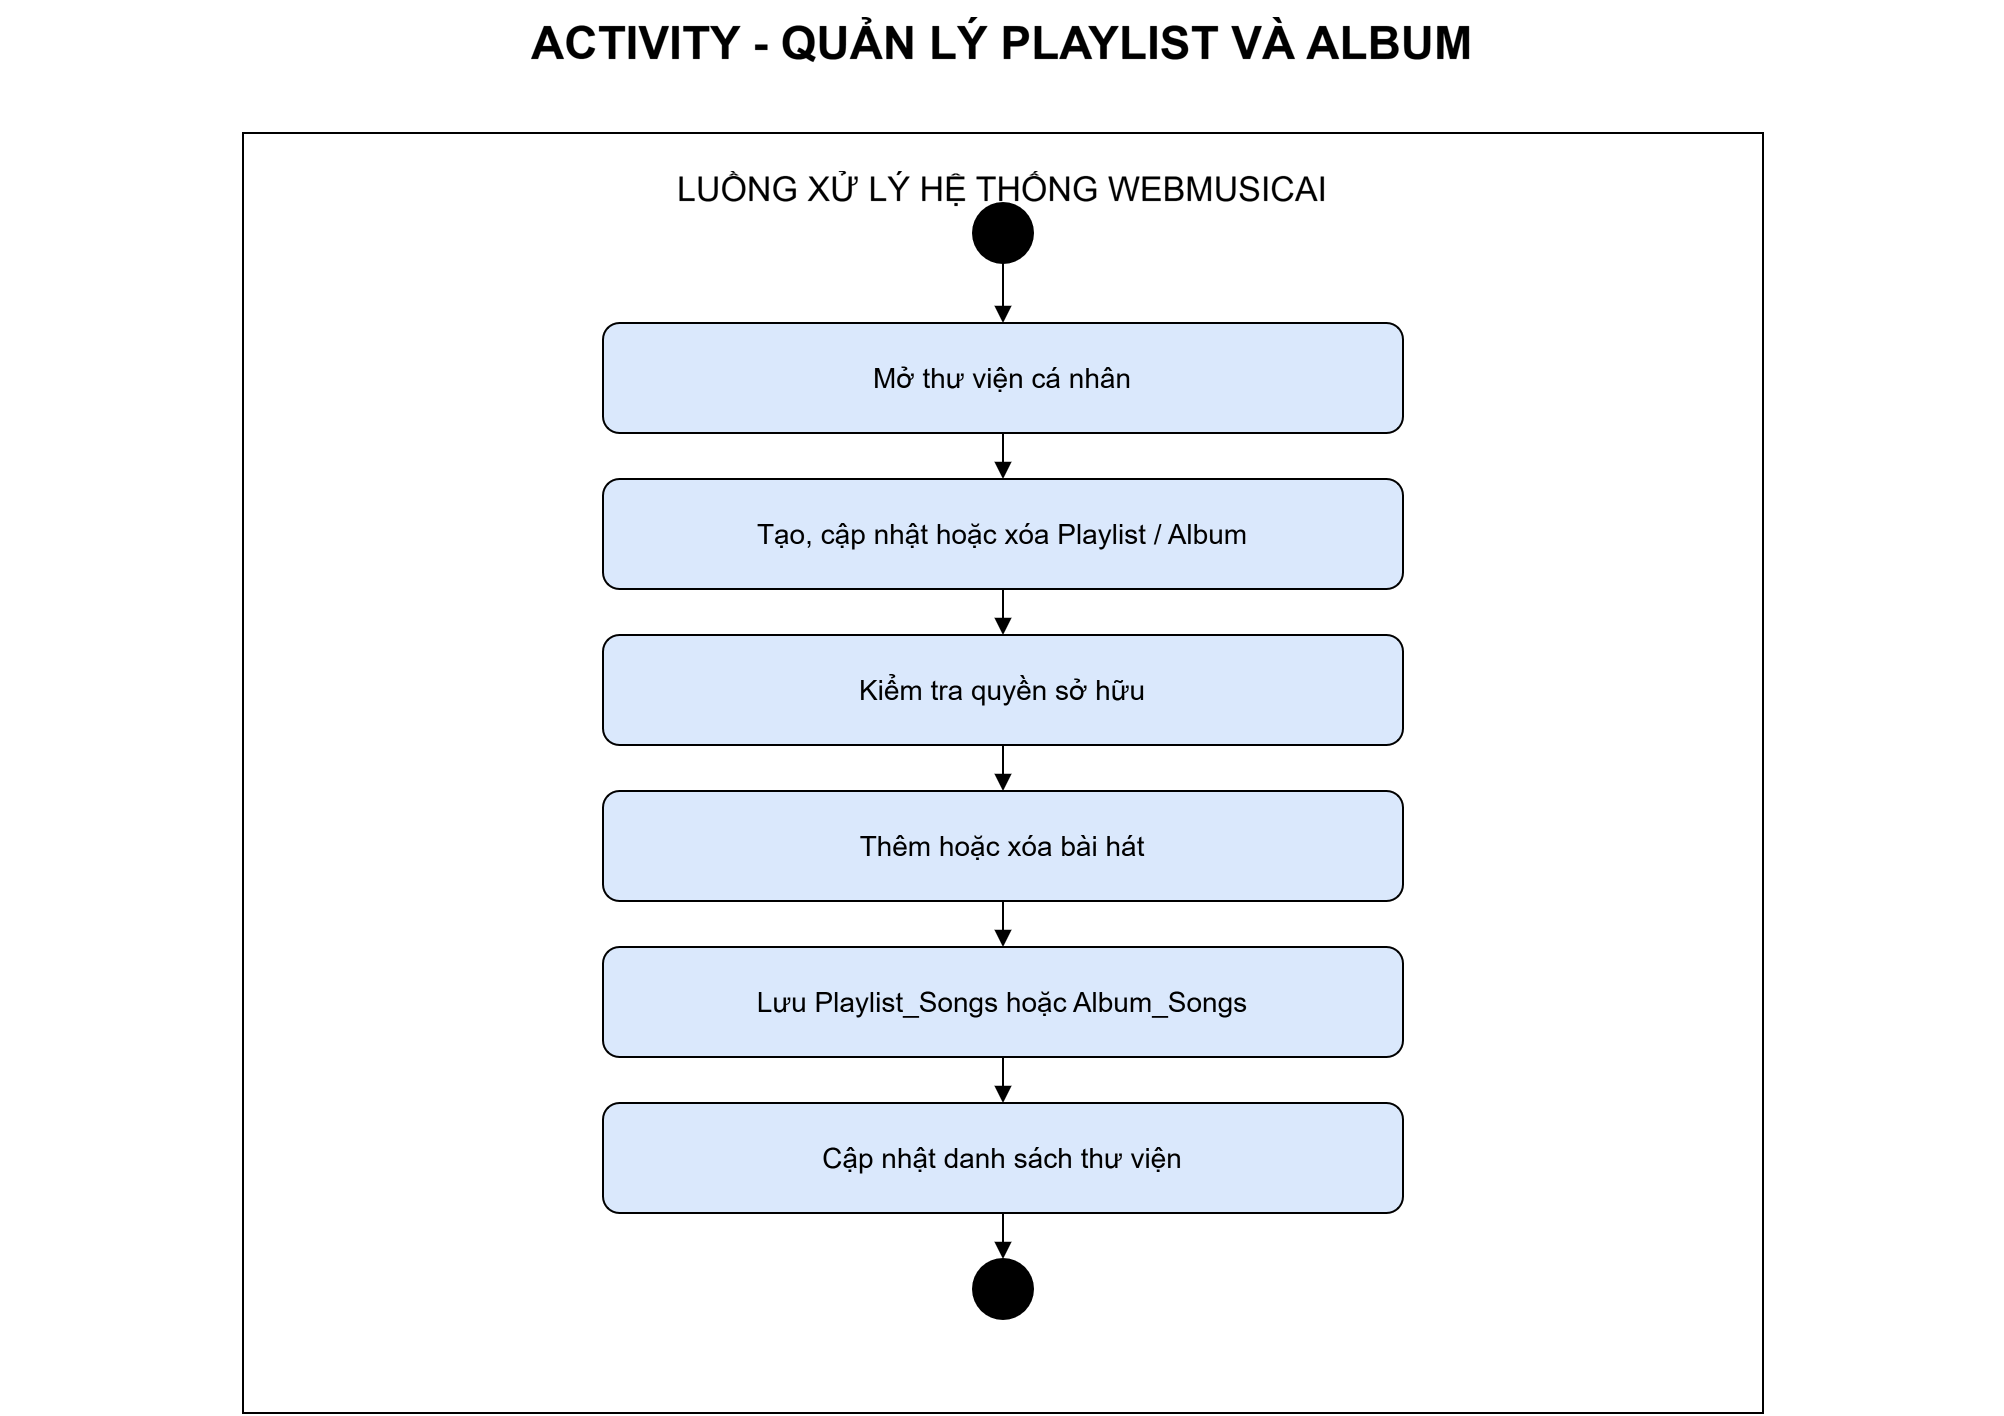 ACTIVITY - QUẢN LÝ PLAYLIST VÀ ALBUM
LUỒNG XỬ LÝ HỆ THỐNG WEBMUSICAI
Mở thư viện cá nhân
Tạo, cập nhật hoặc xóa Playlist / Album
Kiểm tra quyền sở hữu
Thêm hoặc xóa bài hát
Lưu Playlist_Songs hoặc Album_Songs
Cập nhật danh sách thư viện